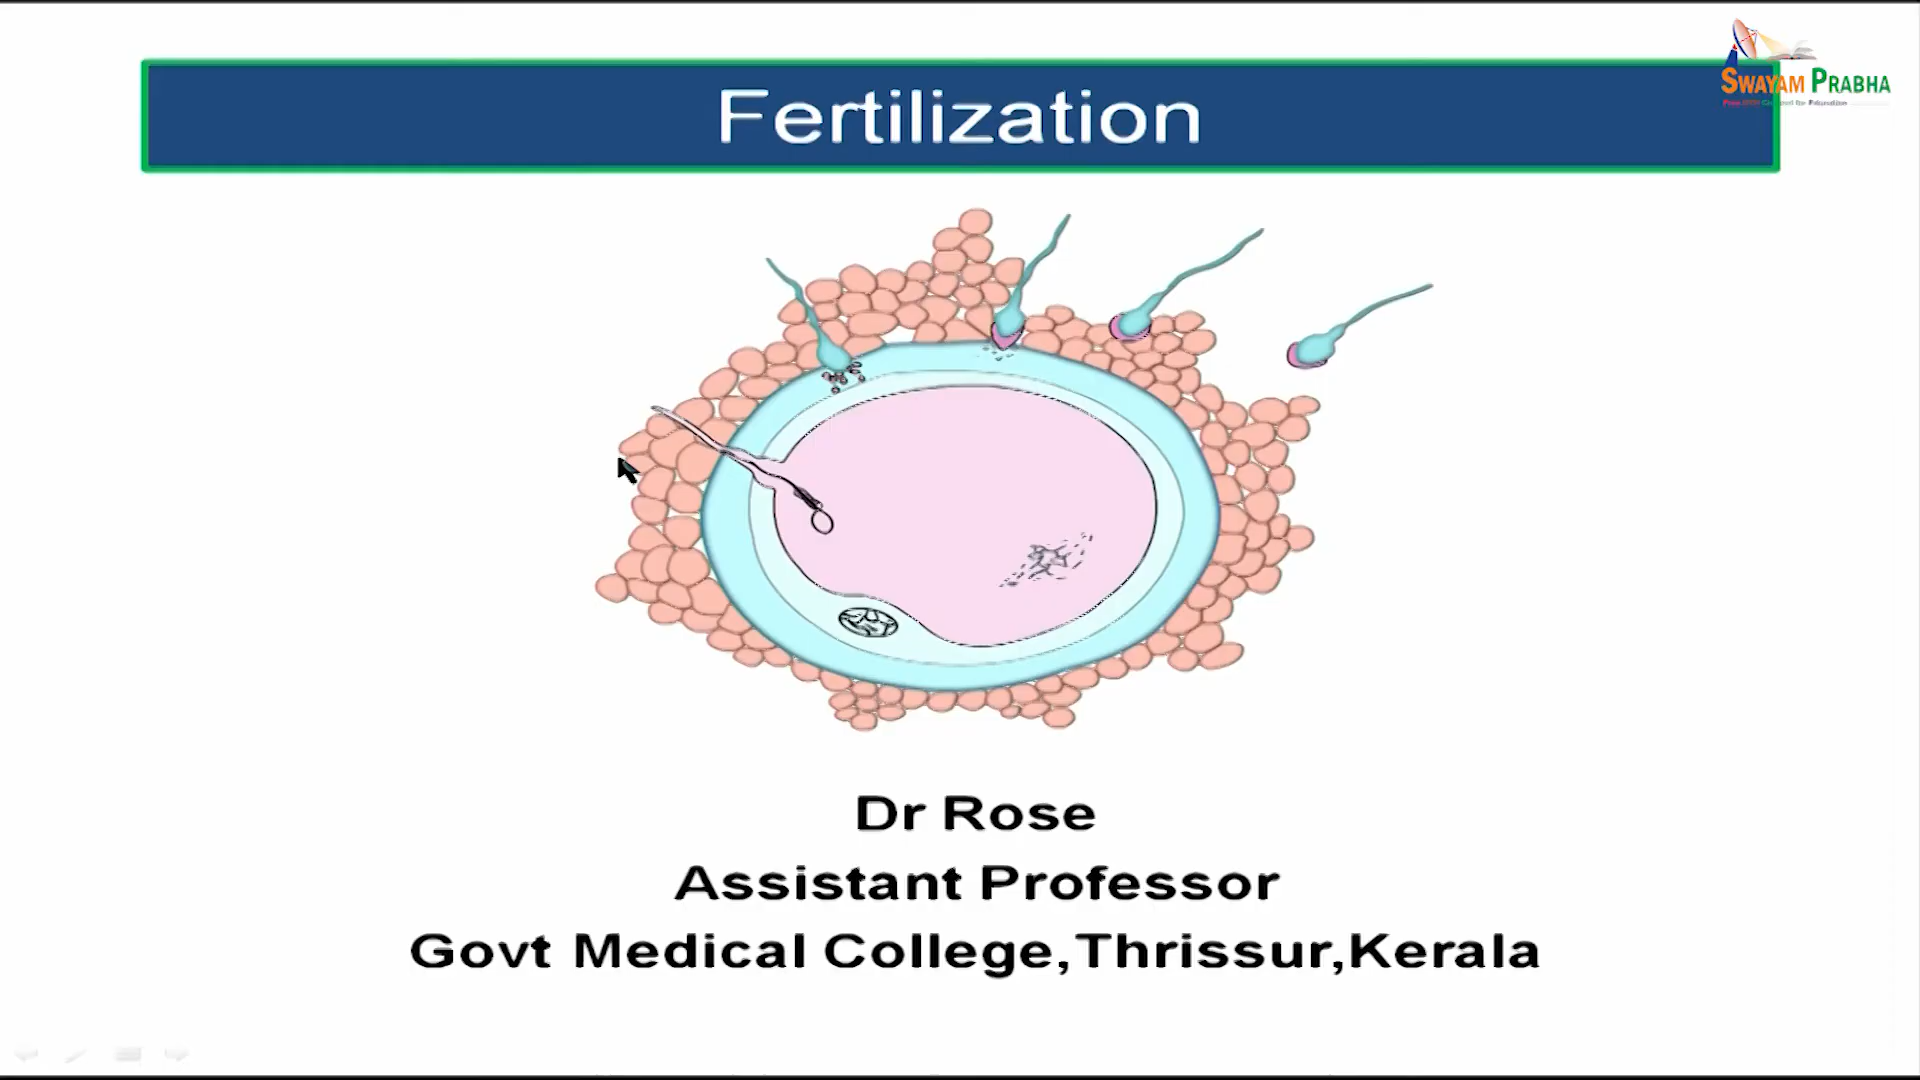 SWAYAM PRABHA
Fertilization
Dr Rose
Assistant Professor
Govt Medical College,Thrissur,Kerala